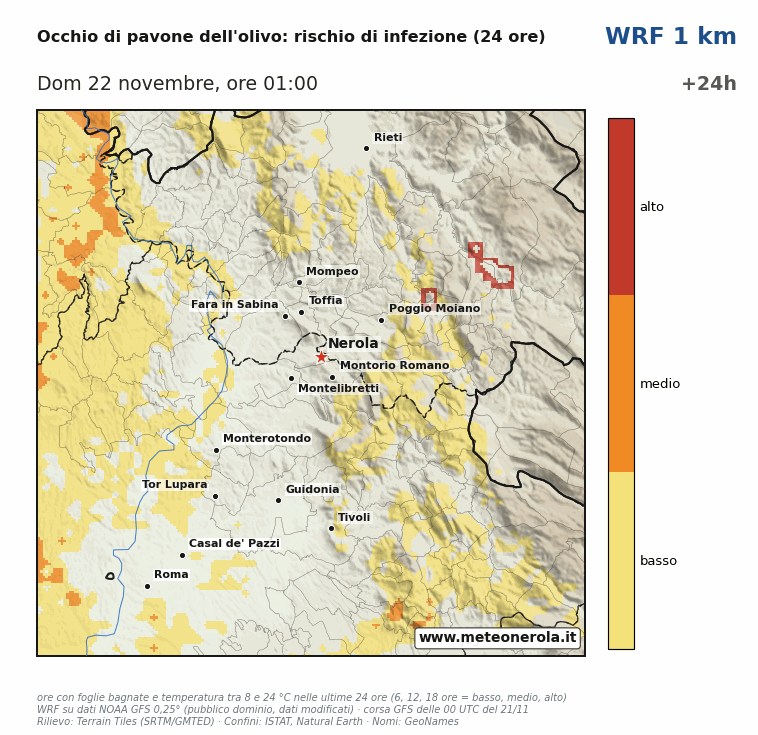 Occhio di pavone dell'olivo: rischio di infezione (24 ore)
WRF 1 km
Dom 22 novembre, ore 01:00
+24h
Rieti
alto
Mompeo
Toffia
Fara in Sabina
Poggio Moiano
Nerola
Montorio Romano
medio
Montelibretti
Monterotondo
Tor Lupara
Guidonia
Tivoli
Casal de' Pazzi
basso
Roma
www.meteonerola.it
ore con foglie bagnate e temperatura tra 8 e 24 °C nelle ultime 24 ore (6, 12, 18 ore = basso, medio, alto)
WRF su dati NOAA GFS 0,25° (pubblico dominio, dati modificati) · corsa GFS delle 00 UTC del 21/11
Rilievo: Terrain Tiles (SRTM/GMTED) · Confini: ISTAT, Natural Earth · Nomi: GeoNames